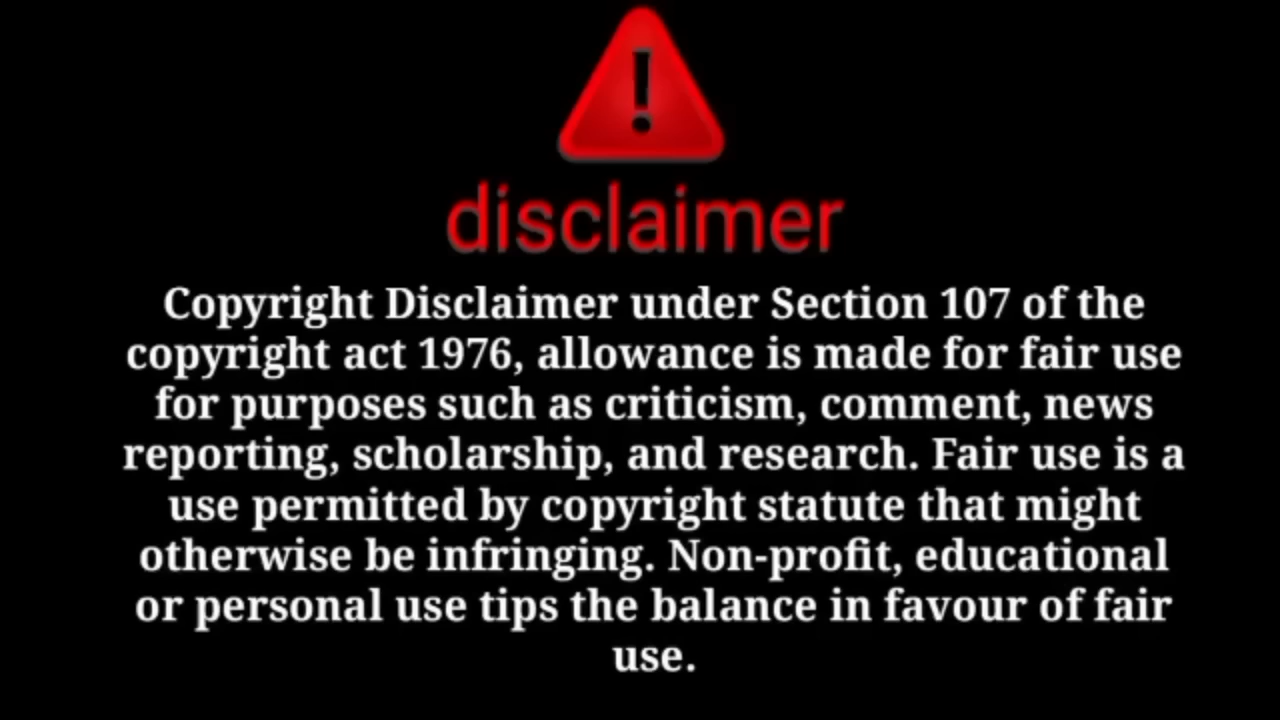 !
disclaimer
Copyright Disclaimer under Section 107 of the
copyright act 1976, allowance is made for fair use
for purposes such as criticism, comment, news
reporting, scholarship, and research. Fair use is a
use permitted by copyright statute that might
otherwise be infringing. Non-profit, educational
or personal use tips the balance in favour of fair
use.